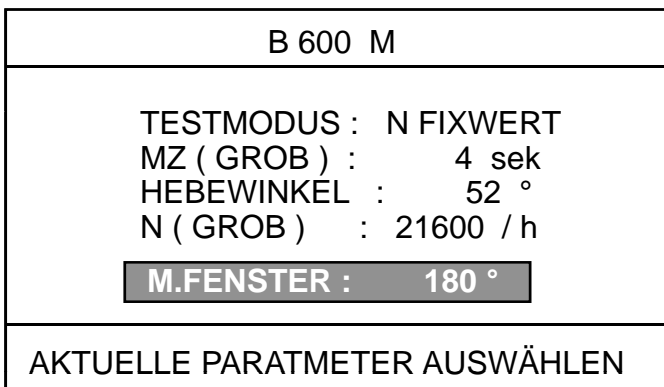 B 600 M
TESTMODUS : N FIXWERT
MZ ( GROB ) : 4 sek
HEBEWINKEL : 52 °
N ( GROB ) : 21600 / h
M.FENSTER : 180 °
AKTUELLE PARATMETER AUSWÄHLEN